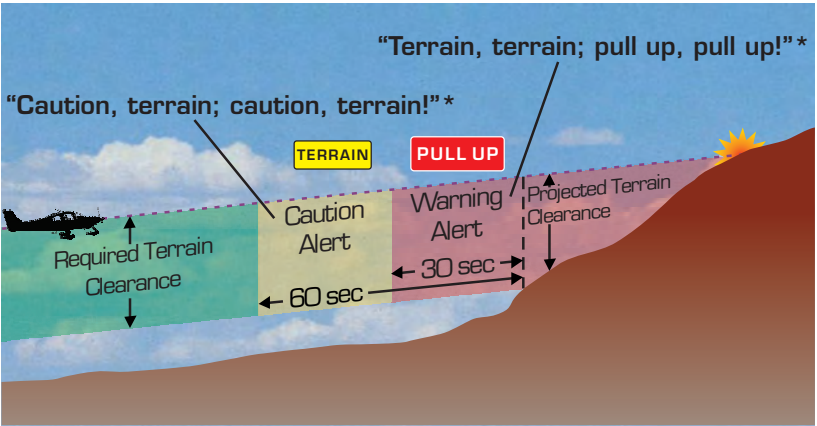 “Terrain, terrain; pull up, pull up!”*
“Caution, terrain; caution, terrain!”*
TERRAIN
PULL UP
Required Terrain
Clearance
Caution
Alert
Warning
Alert
Projected Terrain
Clearance
30 sec
60 sec